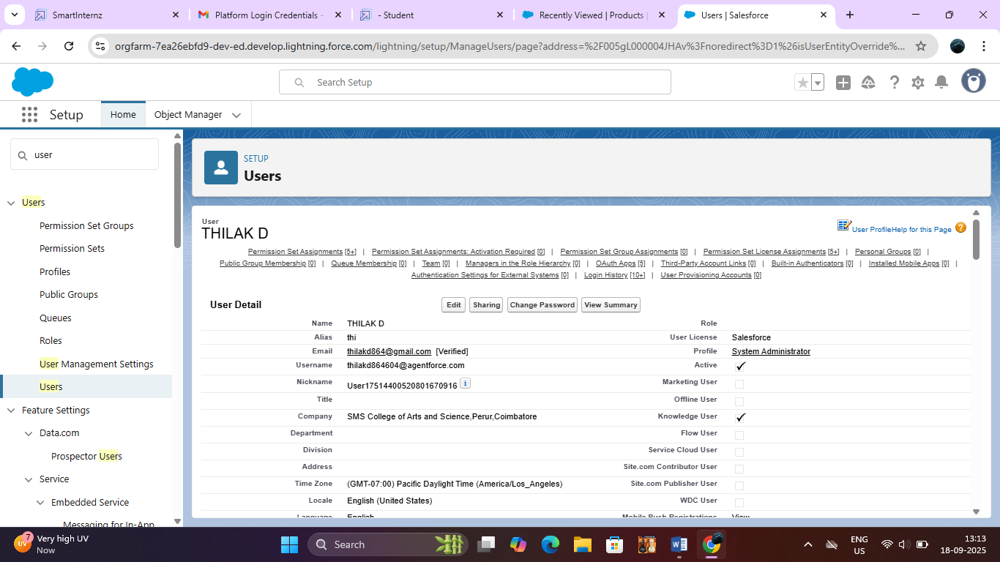 SmartInternz
Platform Login Credentials -
- Student
Recently Viewed | Products |
Users | Salesforce
orgfarm-7ea26ebfd9-dev-ed.develop.lightning.force.com/lightning/setup/ManageUsers/page?address=%2F005gL000004JHAv%3Fnoredirect%3D1%26isUserEntityOverride%...
Search Setup
Setup
Home
Object Manager
user
Users
Permission Set Groups
Permission Sets
Profiles
Public Groups
Queues
Roles
User Management Settings
Users
Feature Settings
Data.com
Prospector Users
Service
Embedded Service
Messaging for In-App
SETUP
Users
User
THILAK D
User Profile Help for this Page
Permission Set Assignments [5+] | Permission Set Assignments: Activation Required [0] | Permission Set Group Assignments [0] | Permission Set License Assignments [5+] | Personal Groups [0] |
Public Group Membership [0] | Queue Membership [0] | Team [0] | Managers in the Role Hierarchy [0] | OAuth Apps [5] | Third-Party Account Links [0] | Built-in Authenticators [0] | Installed Mobile Apps [0] |
Authentication Settings for External Systems [0] | Login History [10+] | User Provisioning Accounts [0]
User Detail
Edit Sharing Change Password View Summary
Name THILAK D Role
Alias thi User License Salesforce
Email thilakd864@gmail.com [Verified] Profile System Administrator
Username thilakd864604@agentforce.com Active
Nickname User17514400520801670916 i Marketing User
Title Offline User
Company SMS College of Arts and Science,Perur,Coimbatore Knowledge User
Department Flow User
Division Service Cloud User
Address Site.com Contributor User
Time Zone (GMT-07:00) Pacific Daylight Time (America/Los_Angeles) Site.com Publisher User
Locale English (United States) WDC User
Language English Mobile Push Registrations View
7
UV
Very high UV
Now
Search
ENG
US
13:13
18-09-2025